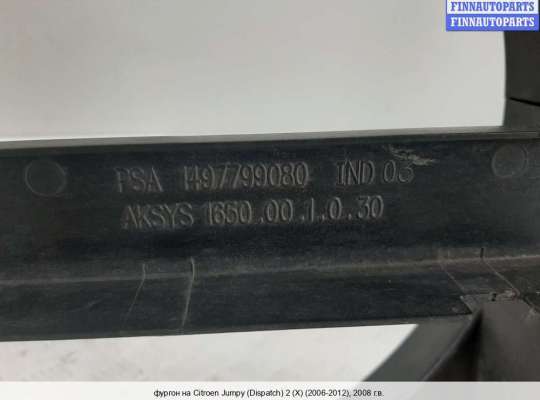 FINNAUTOPARTS
FINNAUTOPARTS
PSA 1497799080 IND 03
AKSYS 1650.00.1.0.30
фургон на Citroen Jumpy (Dispatch) 2 (X) (2006-2012), 2008 г.в.